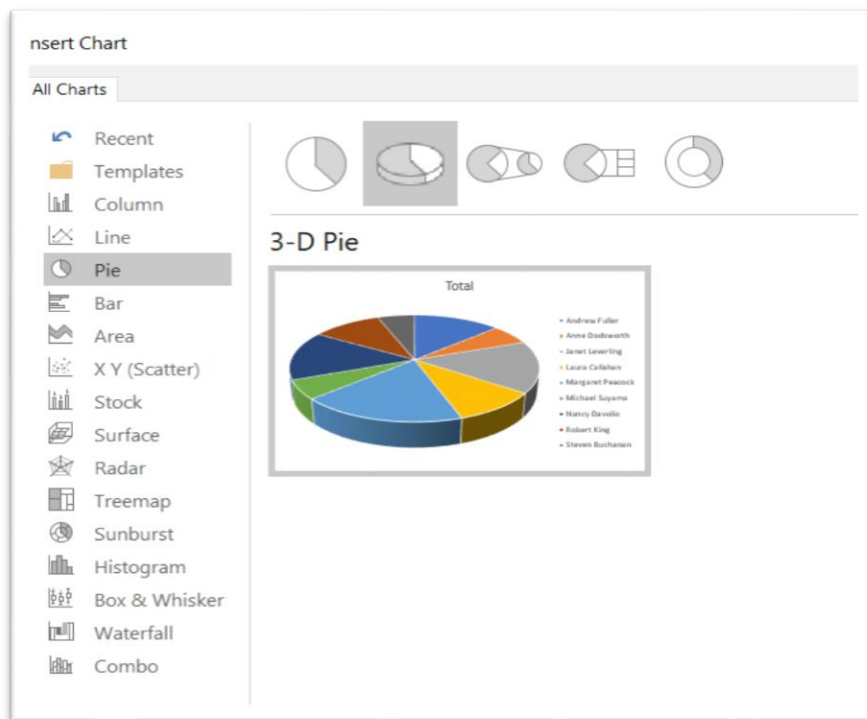 nsert Chart
All Charts
Recent
Templates
Column
Line
Pie
Bar
Area
X Y (Scatter)
Stock
Surface
Radar
Treemap
Sunburst
Histogram
Box & Whisker
Waterfall
Combo
3-D Pie
Total
Andrew Fuller
Anne Dodsworth
Janet Leverling
Laura Callahan
Margaret Peacock
Michael Suyama
Nancy Davolio
Robert King
Steven Buchanan